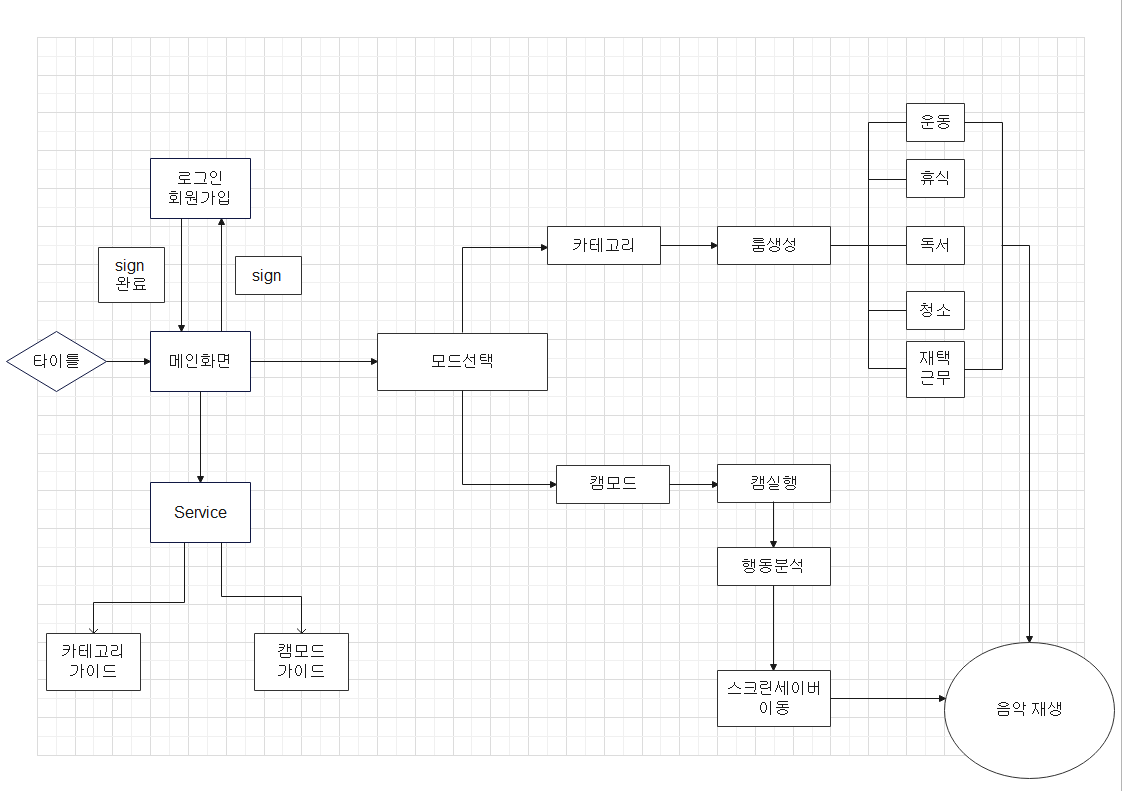 운동
로그인
회원가입
휴식
카테고리
룸생성
독서
sign
완료
sign
청소
타이틀
메인화면
모드선택
재택
근무
캠모드
캠실행
Service
행동분석
카테고리
가이드
캠모드
가이드
스크린세이버
이동
음악 재생